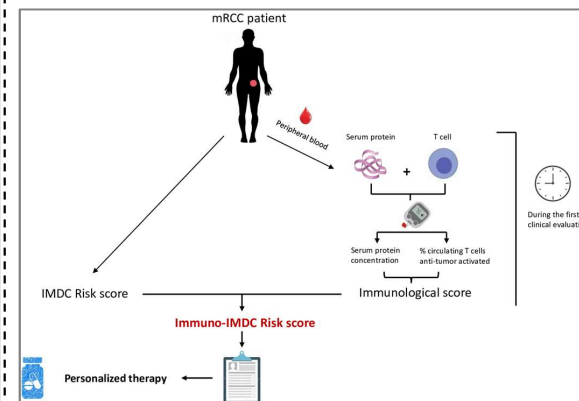 mRCC patient
Peripheral blood
Serum protein
T cell
+
During the first
clinical evaluati
Serum protein
concentration
% circulating T cells
anti-tumor activated
IMDC Risk score
Immunological score
Immuno-IMDC Risk score
Personalized therapy